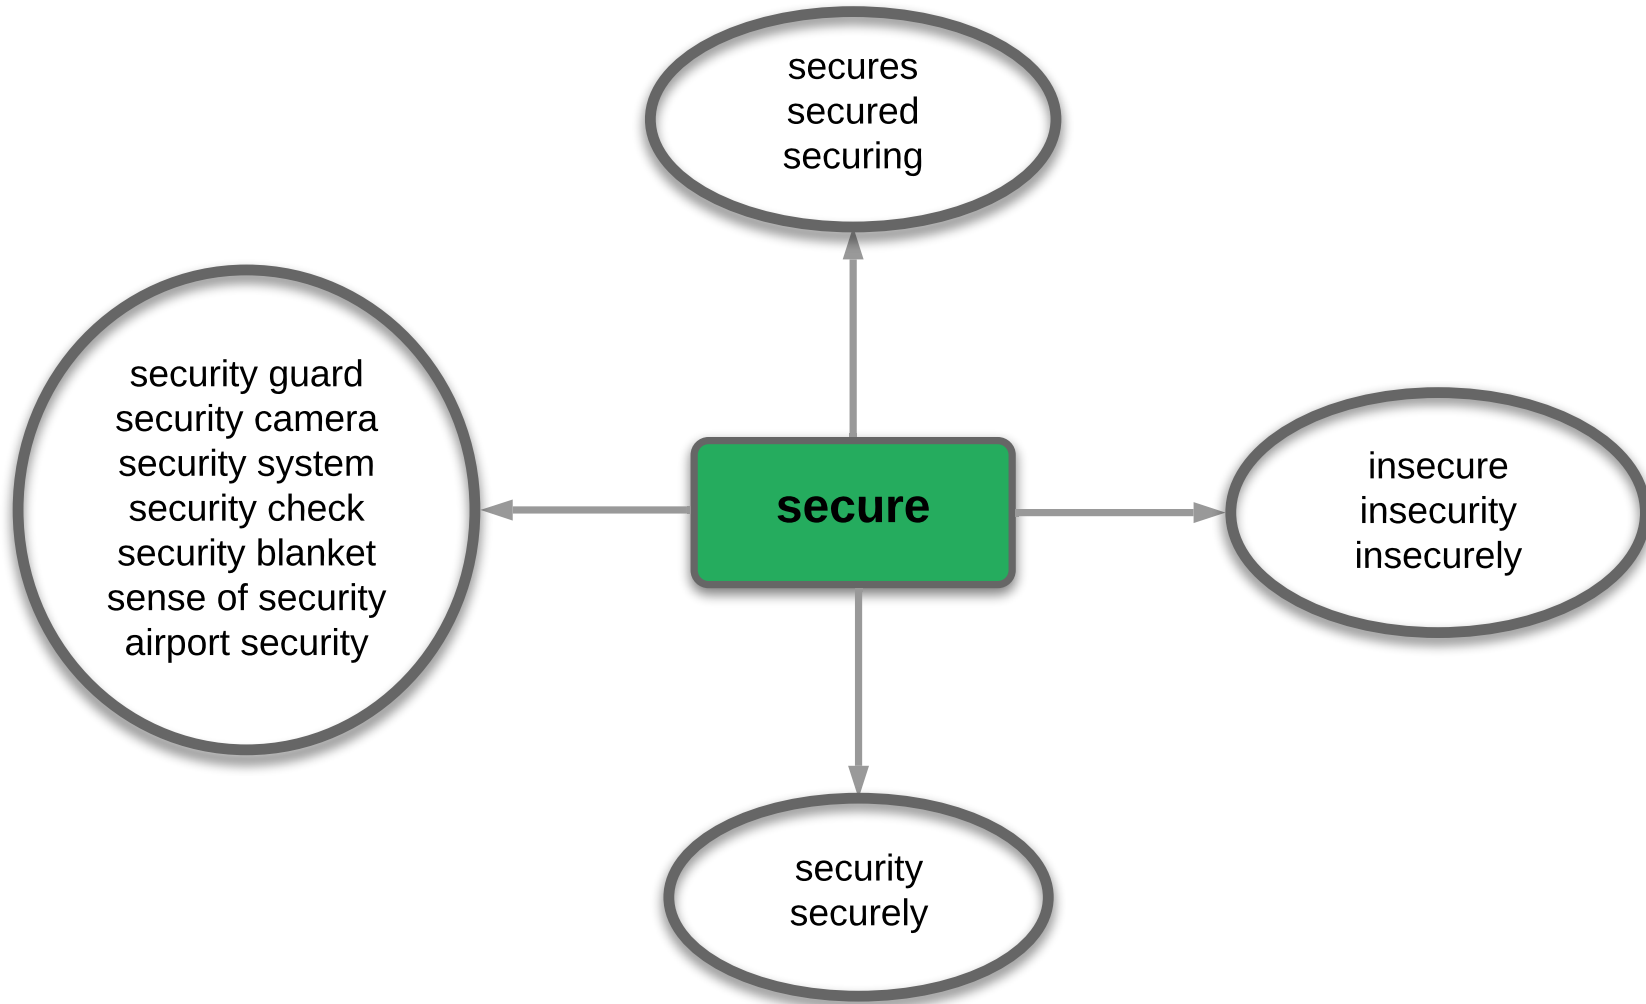 secures
secured
securing
security guard
security camera
security system
security check
security blanket
sense of security
airport security
secure
insecure
insecurity
insecurely
security
securely